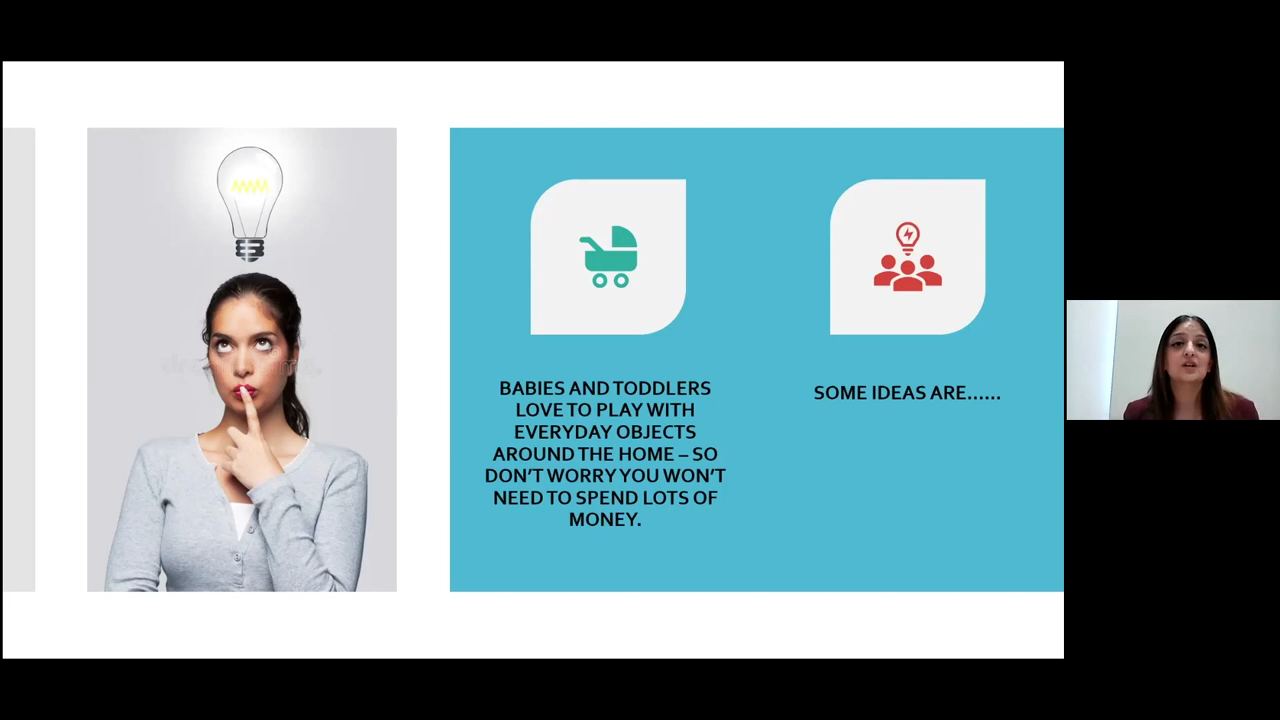 BABIES AND TODDLERS
LOVE TO PLAY WITH
EVERYDAY OBJECTS
AROUND THE HOME – SO
DON'T WORRY YOU WON'T
NEED TO SPEND LOTS OF
MONEY.
SOME IDEAS ARE......